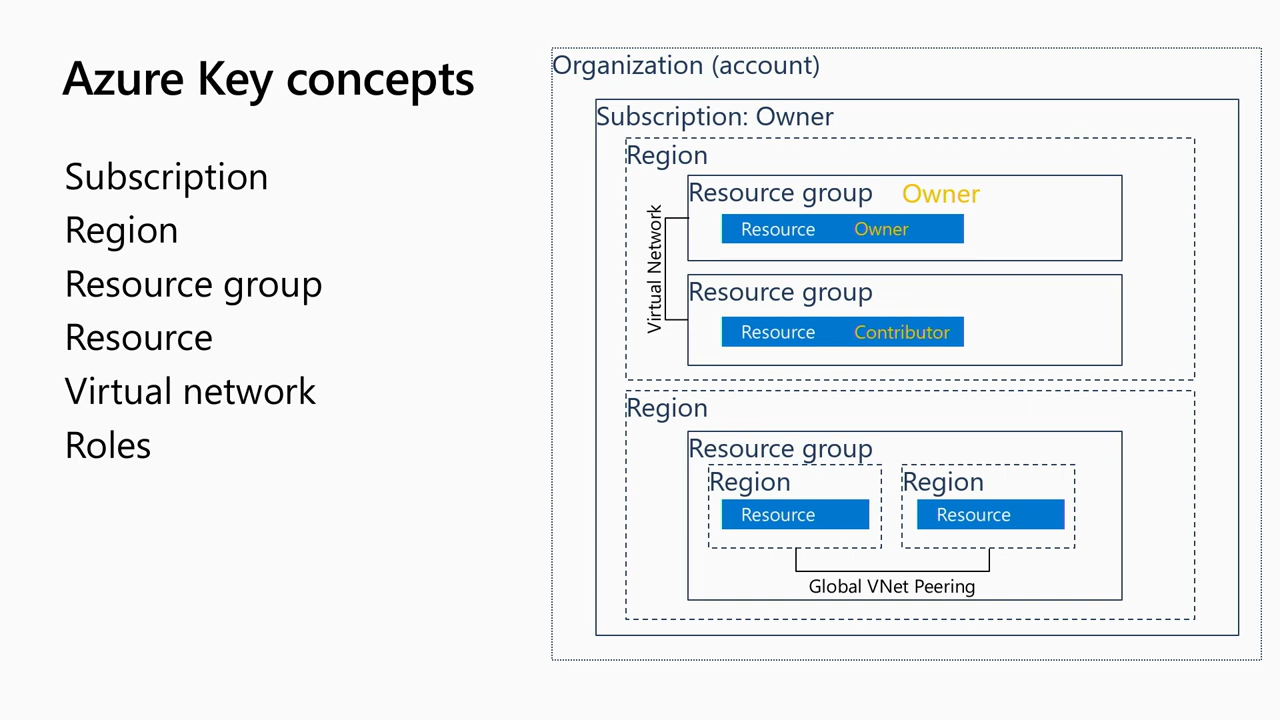 Azure Key concepts
Subscription
Region
Resource group
Resource
Virtual network
Roles
Organization (account)
Subscription: Owner
Region
Resource group Owner
Resource Owner
Virtual Network
Resource group
Resource Contributor
Region
Resource group
Region Region
Resource Resource
Global VNet Peering